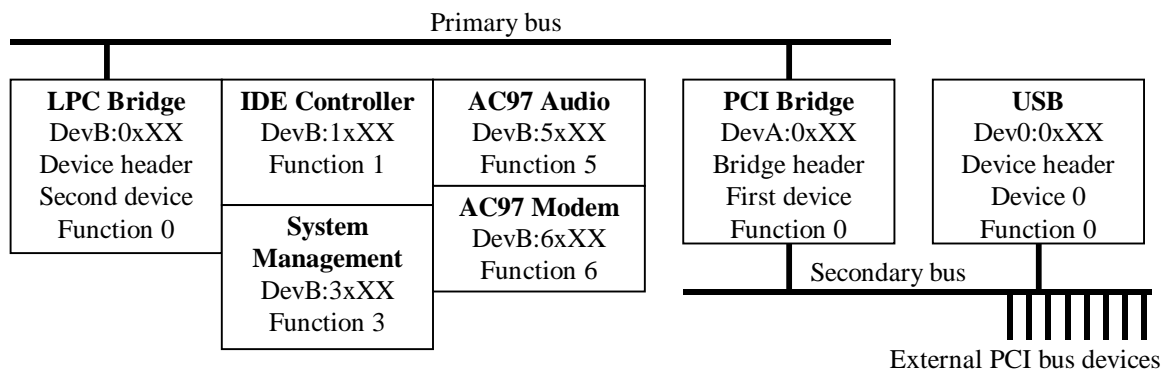 Primary bus
LPC Bridge
DevB:0xXX
Device header
Second device
Function 0
IDE Controller
DevB:1xXX
Function 1
System
Management
DevB:3xXX
Function 3
AC97 Audio
DevB:5xXX
Function 5
AC97 Modem
DevB:6xXX
Function 6
PCI Bridge
DevA:0xXX
Bridge header
First device
Function 0
USB
Dev0:0xXX
Device header
Device 0
Function 0
Secondary bus
External PCI bus devices